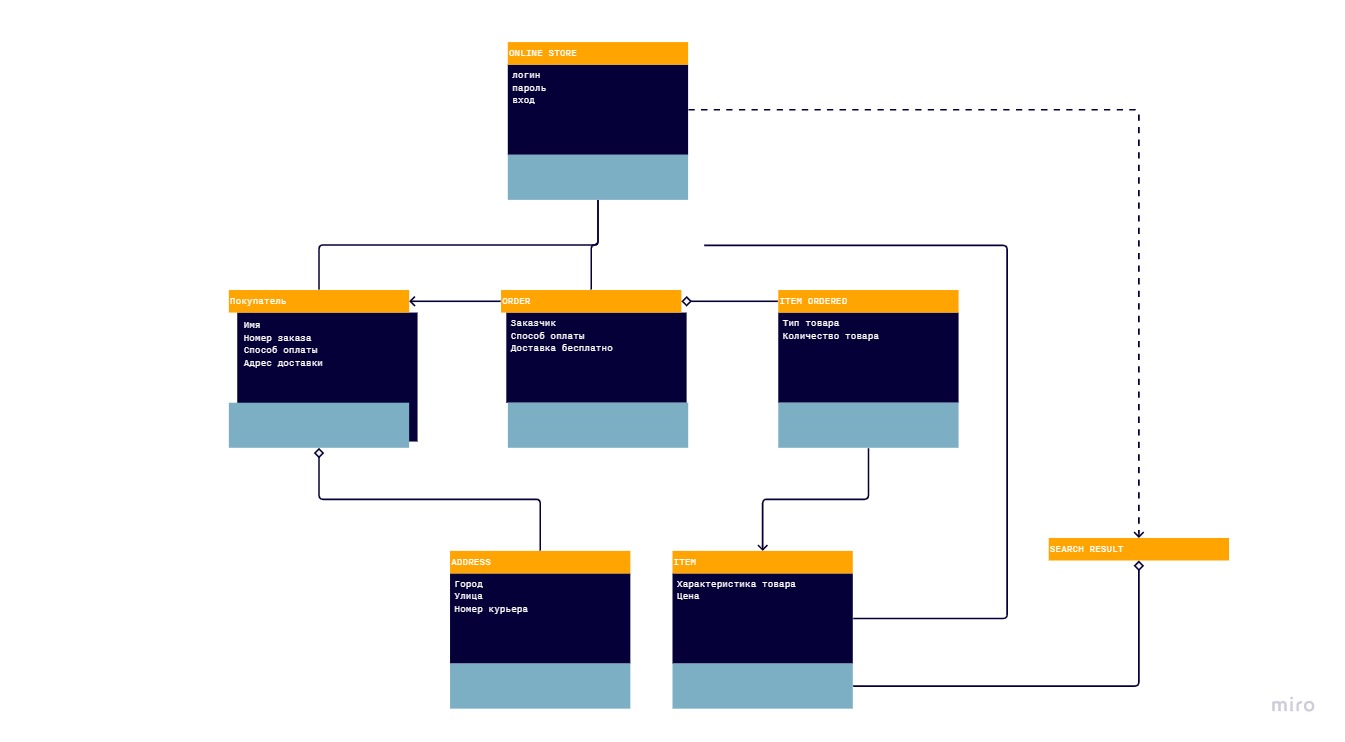 ONLINE STORE
логин
пароль
вход
Покупатель
Имя
Номер заказа
Способ оплаты
Адрес доставки
ORDER
Заказчик
Способ оплаты
Доставка бесплатно
ITEM ORDERED
Тип товара
Количество товара
SEARCH RESULT
ADDRESS
Город
Улица
Номер курьера
ITEM
Характеристика товара
Цена
miro